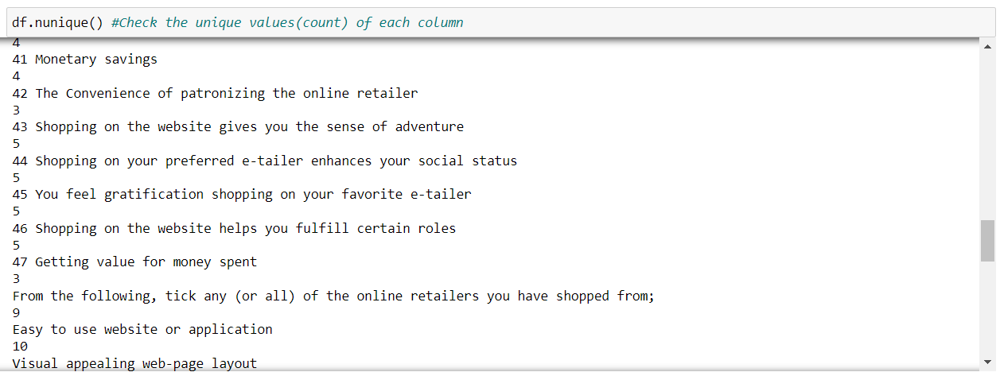 df.nunique() #Check the unique values(count) of each column
4
41 Monetary savings
4
42 The Convenience of patronizing the online retailer
3
43 Shopping on the website gives you the sense of adventure
5
44 Shopping on your preferred e-tailer enhances your social status
5
45 You feel gratification shopping on your favorite e-tailer
5
46 Shopping on the website helps you fulfill certain roles
5
47 Getting value for money spent
3
From the following, tick any (or all) of the online retailers you have shopped from;
9
Easy to use website or application
10
Visual appealing web-page layout